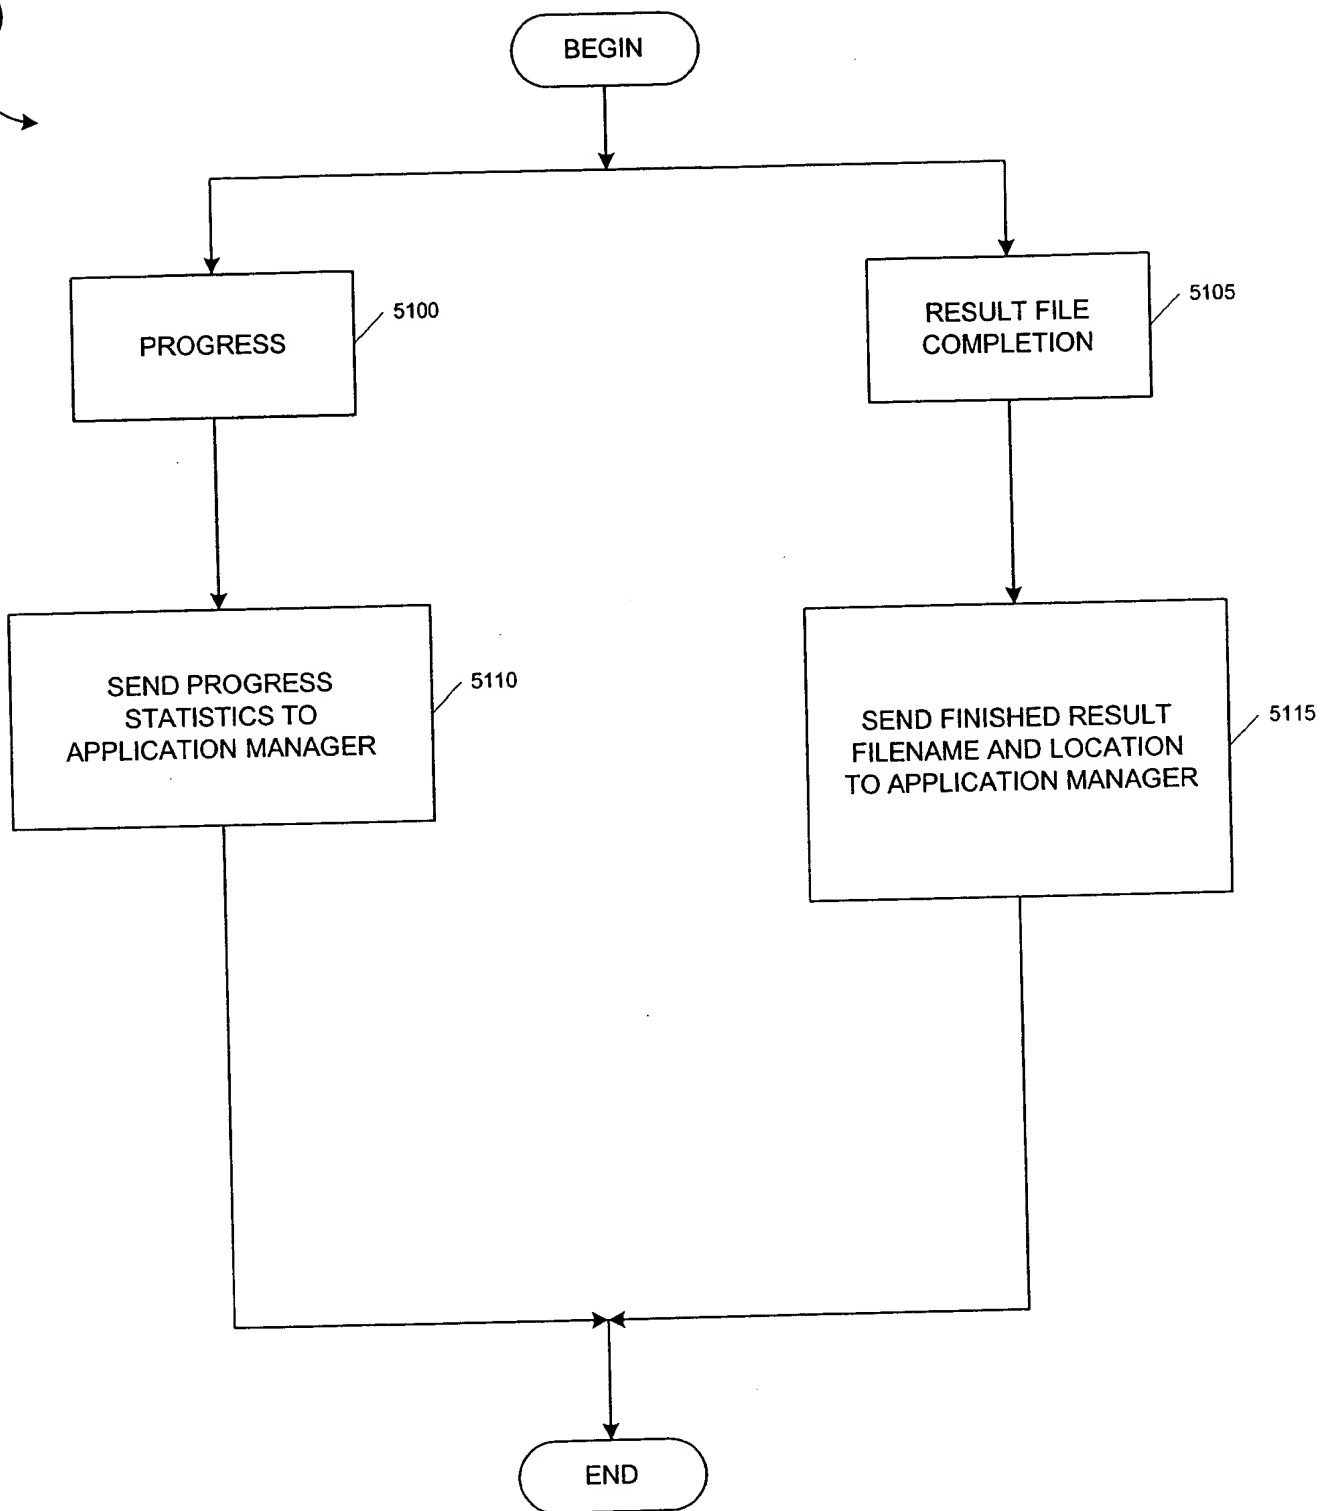 BEGIN
PROGRESS
5100
RESULT FILE
COMPLETION
5105
SEND PROGRESS
STATISTICS TO
APPLICATION MANAGER
5110
SEND FINISHED RESULT
FILENAME AND LOCATION
TO APPLICATION MANAGER
5115
END